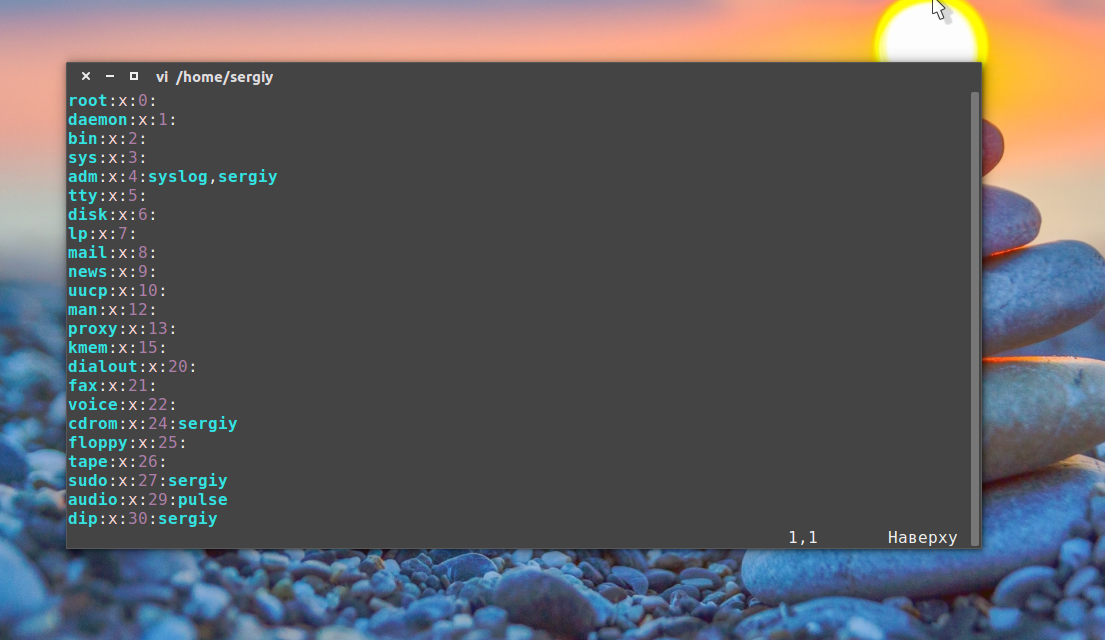 vi /home/sergiy
root:x:0:
daemon:x:1:
bin:x:2:
sys:x:3:
adm:x:4:syslog,sergiy
tty:x:5:
disk:x:6:
lp:x:7:
mail:x:8:
news:x:9:
uucp:x:10:
man:x:12:
proxy:x:13:
kmem:x:15:
dialout:x:20:
fax:x:21:
voice:x:22:
cdrom:x:24:sergiy
floppy:x:25:
tape:x:26:
sudo:x:27:sergiy
audio:x:29:pulse
dip:x:30:sergiy
1,1 Наверху